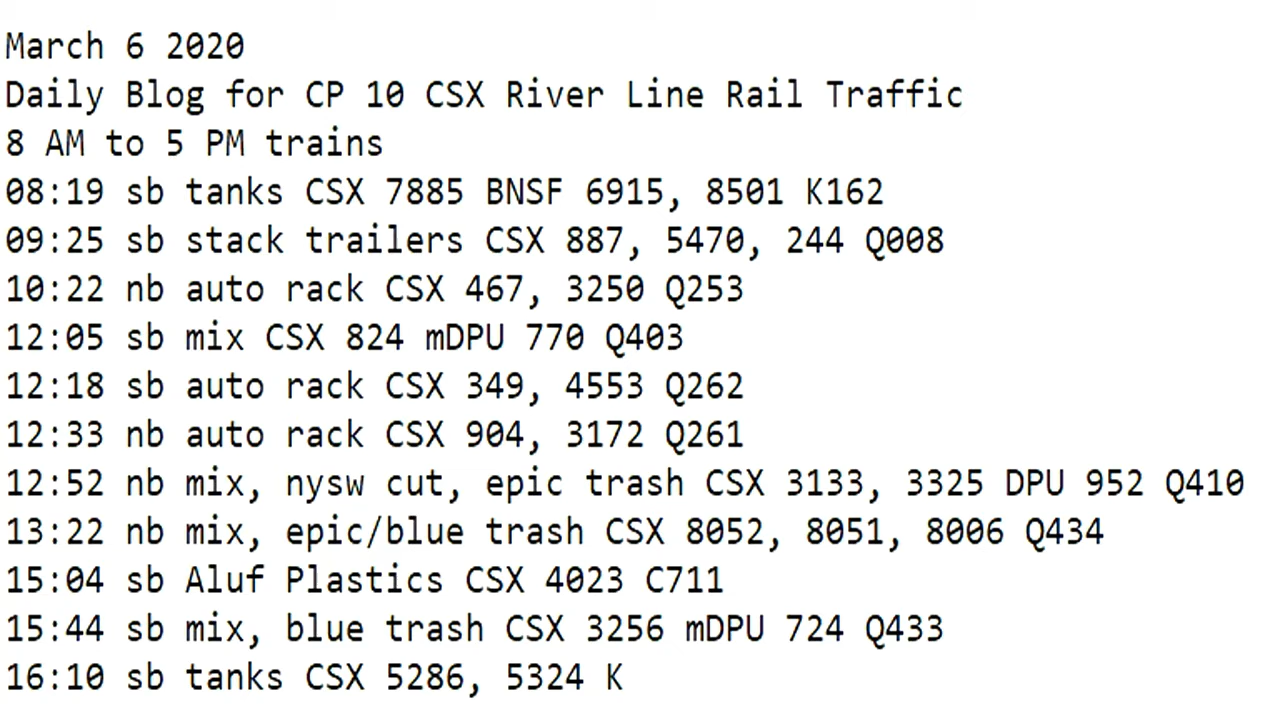 March 6 2020
Daily Blog for CP 10 CSX River Line Rail Traffic
8 AM to 5 PM trains
08:19 sb tanks CSX 7885 BNSF 6915, 8501 K162
09:25 sb stack trailers CSX 887, 5470, 244 Q008
10:22 nb auto rack CSX 467, 3250 Q253
12:05 sb mix CSX 824 mDPU 770 Q403
12:18 sb auto rack CSX 349, 4553 Q262
12:33 nb auto rack CSX 904, 3172 Q261
12:52 nb mix, nysw cut, epic trash CSX 3133, 3325 DPU 952 Q410
13:22 nb mix, epic/blue trash CSX 8052, 8051, 8006 Q434
15:04 sb Aluf Plastics CSX 4023 C711
15:44 sb mix, blue trash CSX 3256 mDPU 724 Q433
16:10 sb tanks CSX 5286, 5324 K